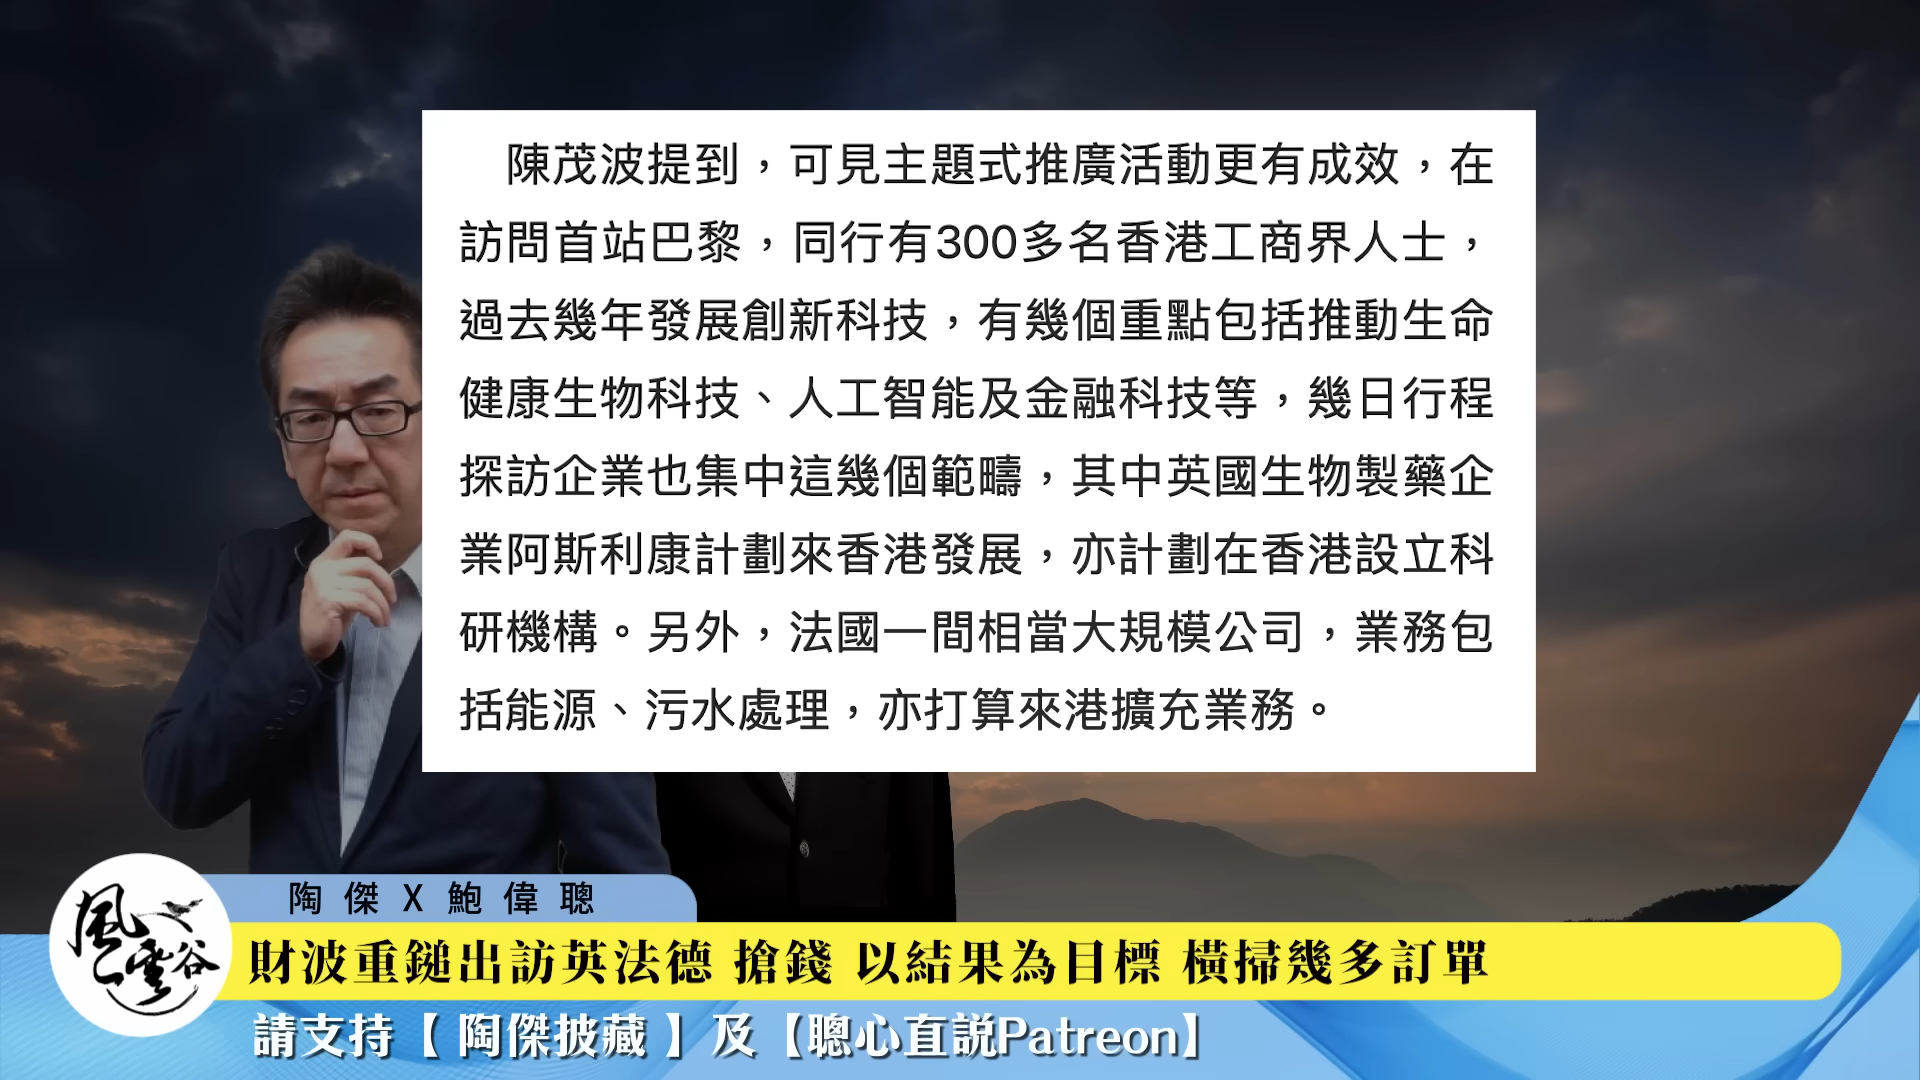 陳茂波提到，可見主題式推廣活動更有成效，在
訪問首站巴黎，同行有300多名香港工商界人士，
過去幾年發展創新科技，有幾個重點包括推動生命
健康生物科技、人工智能及金融科技等，幾日行程
探訪企業也集中這幾個範疇，其中英國生物製藥企
業阿斯利康計劃來香港發展，亦計劃在香港設立科
研機構。另外，法國一間相當大規模公司，業務包
括能源、污水處理，亦打算來港擴充業務。
陶傑X鮑偉聰
風雲谷
財波重鎚出訪英法德 搶錢 以結果為目標 橫掃幾多訂單
請支持【 陶傑披藏 】及【聰心直説Patreon】